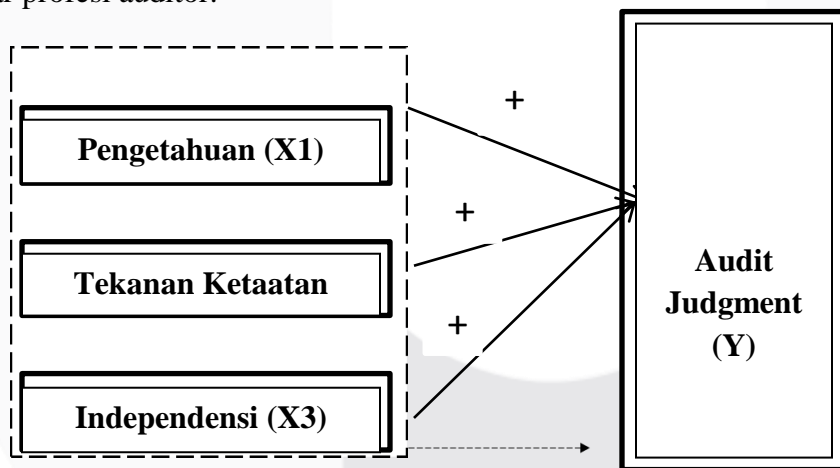 profesi auditor.
+
Pengetahuan (X1)
+
Tekanan Ketaatan
Audit
Judgment
(Y)
+
Independensi (X3)